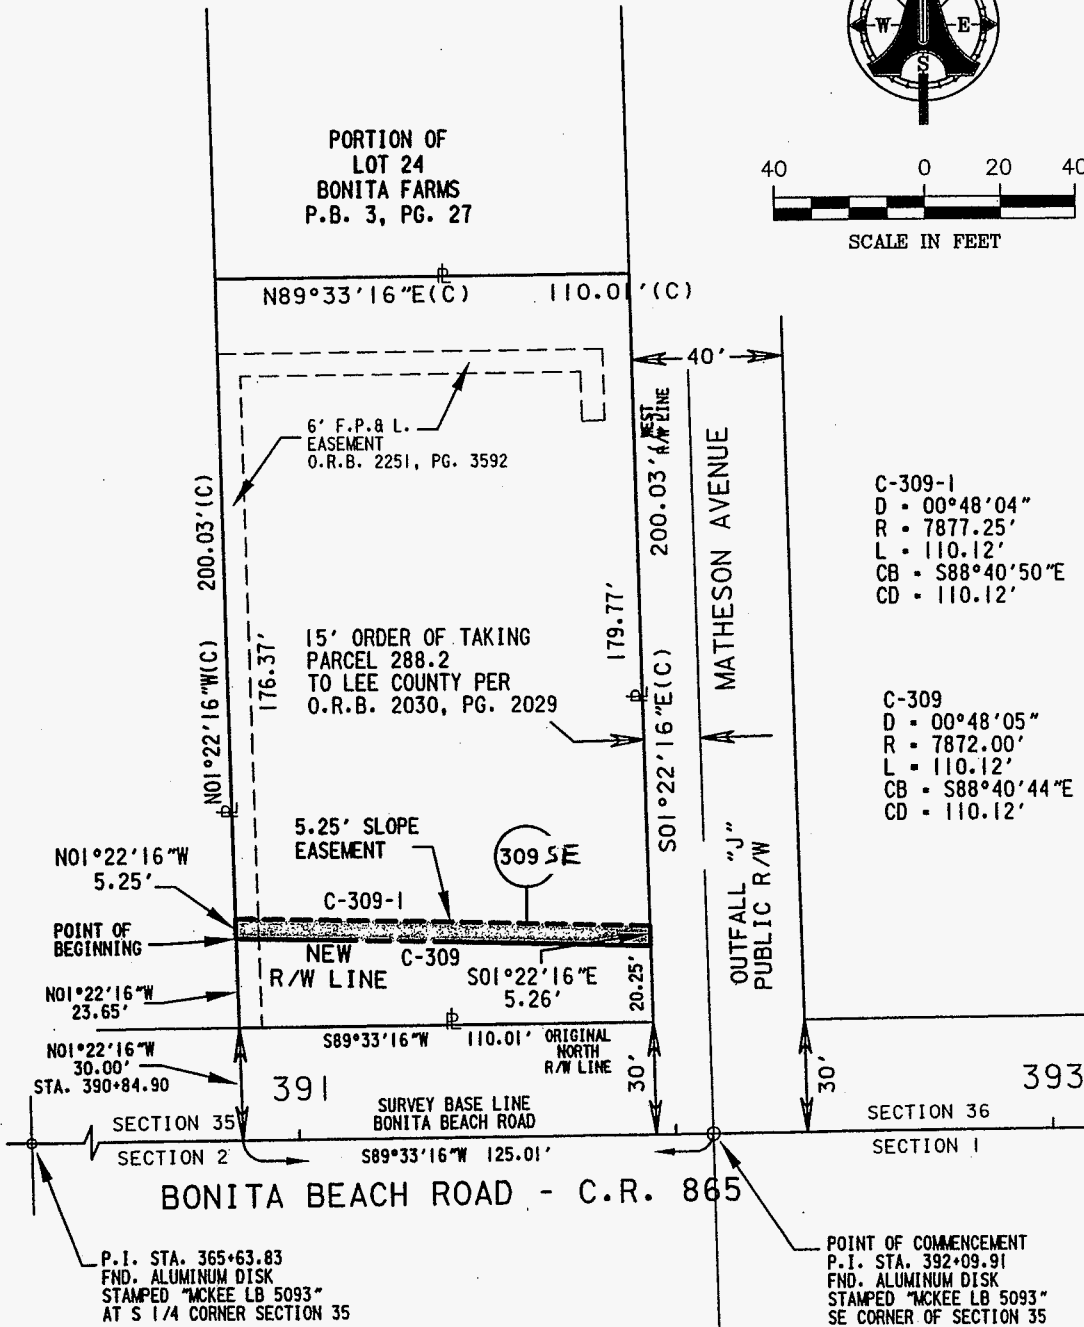 W E
S
PORTION OF
LOT 24
BONITA FARMS
P.B. 3, PG. 27
40 0 20 40
SCALE IN FEET
N89°33'16"E(C) 110.01'(C)
40'
6' F.P.& L.
EASEMENT
O.R.B. 2251, PG. 3592
WEST
R/W LINE
200.03'(C)
200.03'(
MATHESON AVENUE
C-309-1
D = 00°48'04"
R = 7877.25'
L = 110.12'
CB = S88°40'50"E
CD = 110.12'
N01°22'16"W(C)
176.37'
15' ORDER OF TAKING
PARCEL 288.2
TO LEE COUNTY PER
O.R.B. 2030, PG. 2029
179.77'
S01°22'16"E(C)
C-309
D = 00°48'05"
R = 7872.00'
L = 110.12'
CB = S88°40'44"E
CD = 110.12'
5.25' SLOPE
EASEMENT
309 SE
N01°22'16"W
5.25'
C-309-1
POINT OF
BEGINNING
NEW
R/W LINE
C-309
S01°22'16"E
5.26'
20.25'
OUTFALL "J"
PUBLIC R/W
N01°22'16"W
23.65'
S89°33'16"W 110.01'
ORIGINAL
NORTH
R/W LINE
N01°22'16"W
30.00'
STA. 390+84.90
391
30'
30'
393
SURVEY BASE LINE
BONITA BEACH ROAD
SECTION 35
SECTION 36
SECTION 2
S89°33'16"W 125.01'
SECTION 1
BONITA BEACH ROAD - C.R. 865
P.I. STA. 365+63.83
FND. ALUMINUM DISK
STAMPED "MCKEE LB 5093"
AT S 1/4 CORNER SECTION 35
POINT OF COMMENCEMENT
P.I. STA. 392+09.91
FND. ALUMINUM DISK
STAMPED "MCKEE LB 5093"
SE CORNER OF SECTION 35